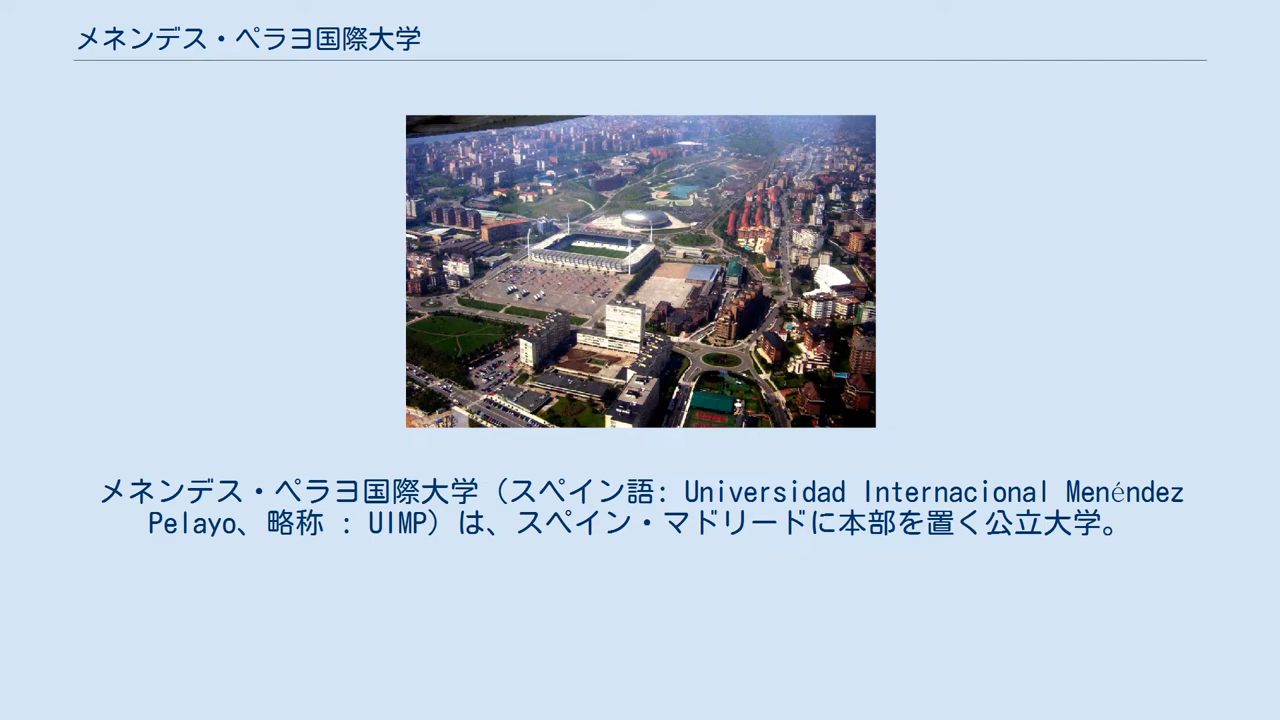 メネンデス・ペラヨ国際大学
メネンデス・ペラヨ国際大学（スペイン語: Universidad Internacional Menéndez
Pelayo、略称 : UIMP）は、スペイン・マドリードに本部を置く公立大学。